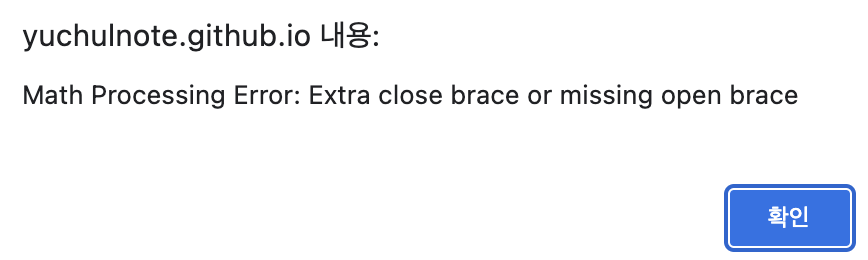 yuchulnote.github.io 내용:
Math Processing Error: Extra close brace or missing open brace
확인